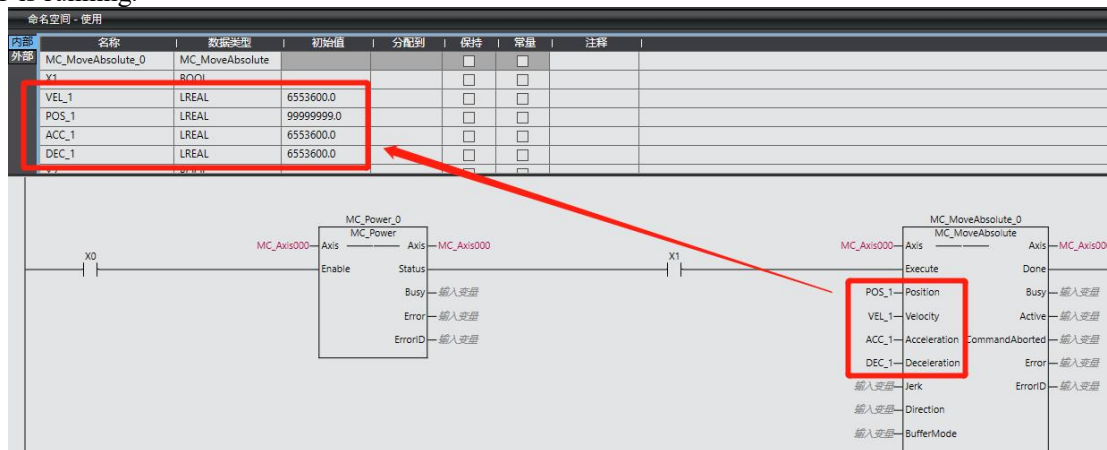 r is running.
命名空间 - 使用
内部 名称 数据类型 初始值 分配到 保持 常量 注释
外部 MC_MoveAbsolute_0 MC_MoveAbsolute
X1 BOOL
VEL_1 LREAL 6553600.0
POS_1 LREAL 99999999.0
ACC_1 LREAL 6553600.0
DEC_1 LREAL 6553600.0
MC_Power_0 MC_MoveAbsolute_0
MC_Power MC_MoveAbsolute
MC_Axis000 Axis Axis MC_Axis000 MC_Axis000 Axis Axis MC_Axis00
X0 Enable Status X1 Execute Done
Busy 输入变量 POS_1 Position Busy 输入变量
Error 输入变量 VEL_1 Velocity Active 输入变量
ErrorID 输入变量 ACC_1 Acceleration CommandAborted 输入变量
DEC_1 Deceleration Error 输入变量
输入变量 Jerk ErrorID 输入变量
输入变量 Direction
输入变量 BufferMode